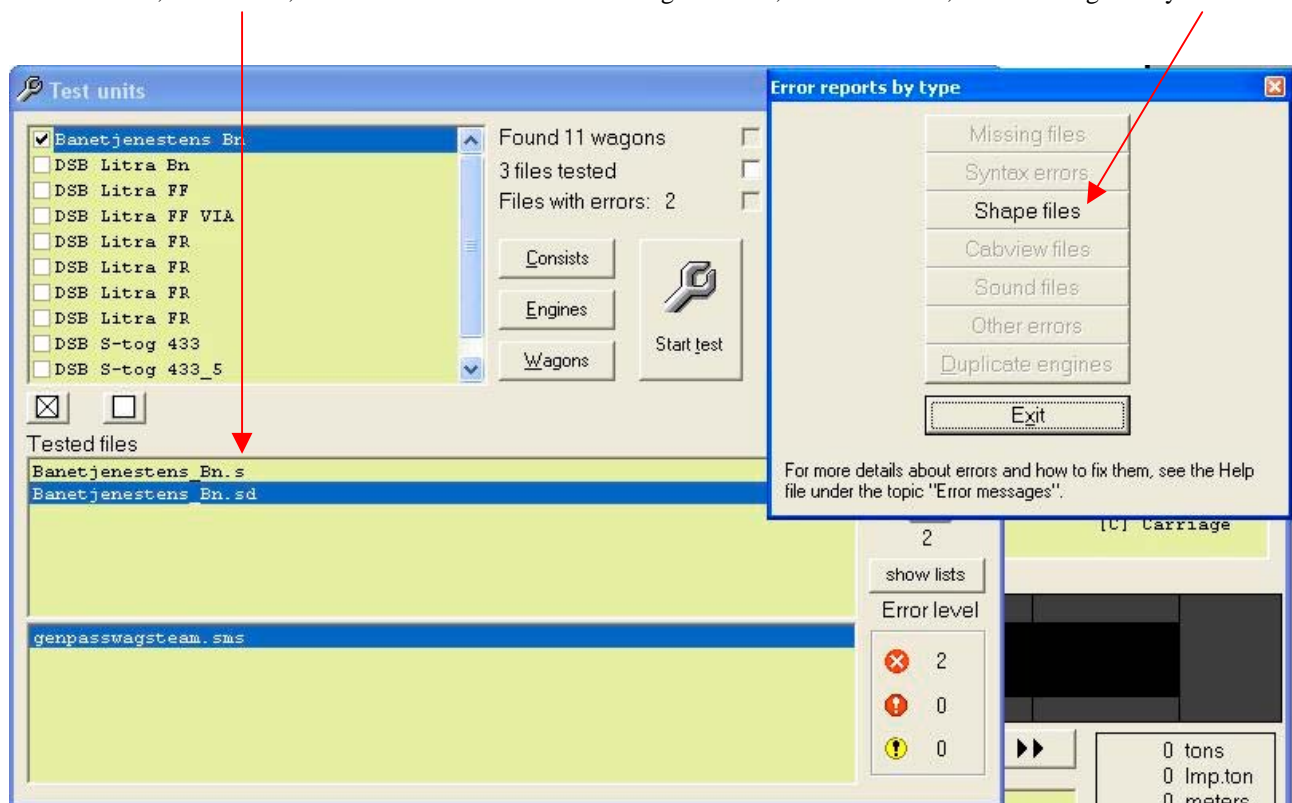 Test units
Banetjenestens Bn
DSB Litra Bn
DSB Litra FF
DSB Litra FF VIA
DSB Litra FR
DSB Litra FR
DSB Litra FR
DSB Litra FR
DSB S-tog 433
DSB S-tog 433_5
Found 11 wagons
3 files tested
Files with errors: 2
Consists
Engines
Wagons
Start test
Tested files
Banetjenestens_Bn.s
Banetjenestens_Bn.sd
genpasswagsteam.sms
2
show lists
Error level
2
0
0
Error reports by type
Missing files
Syntax errors
Shape files
Cabview files
Sound files
Other errors
Duplicate engines
Exit
For more details about errors and how to fix them, see the Help
file under the topic "Error messages".
[C] Carriage
0 tons
0 Imp.ton
0 meters